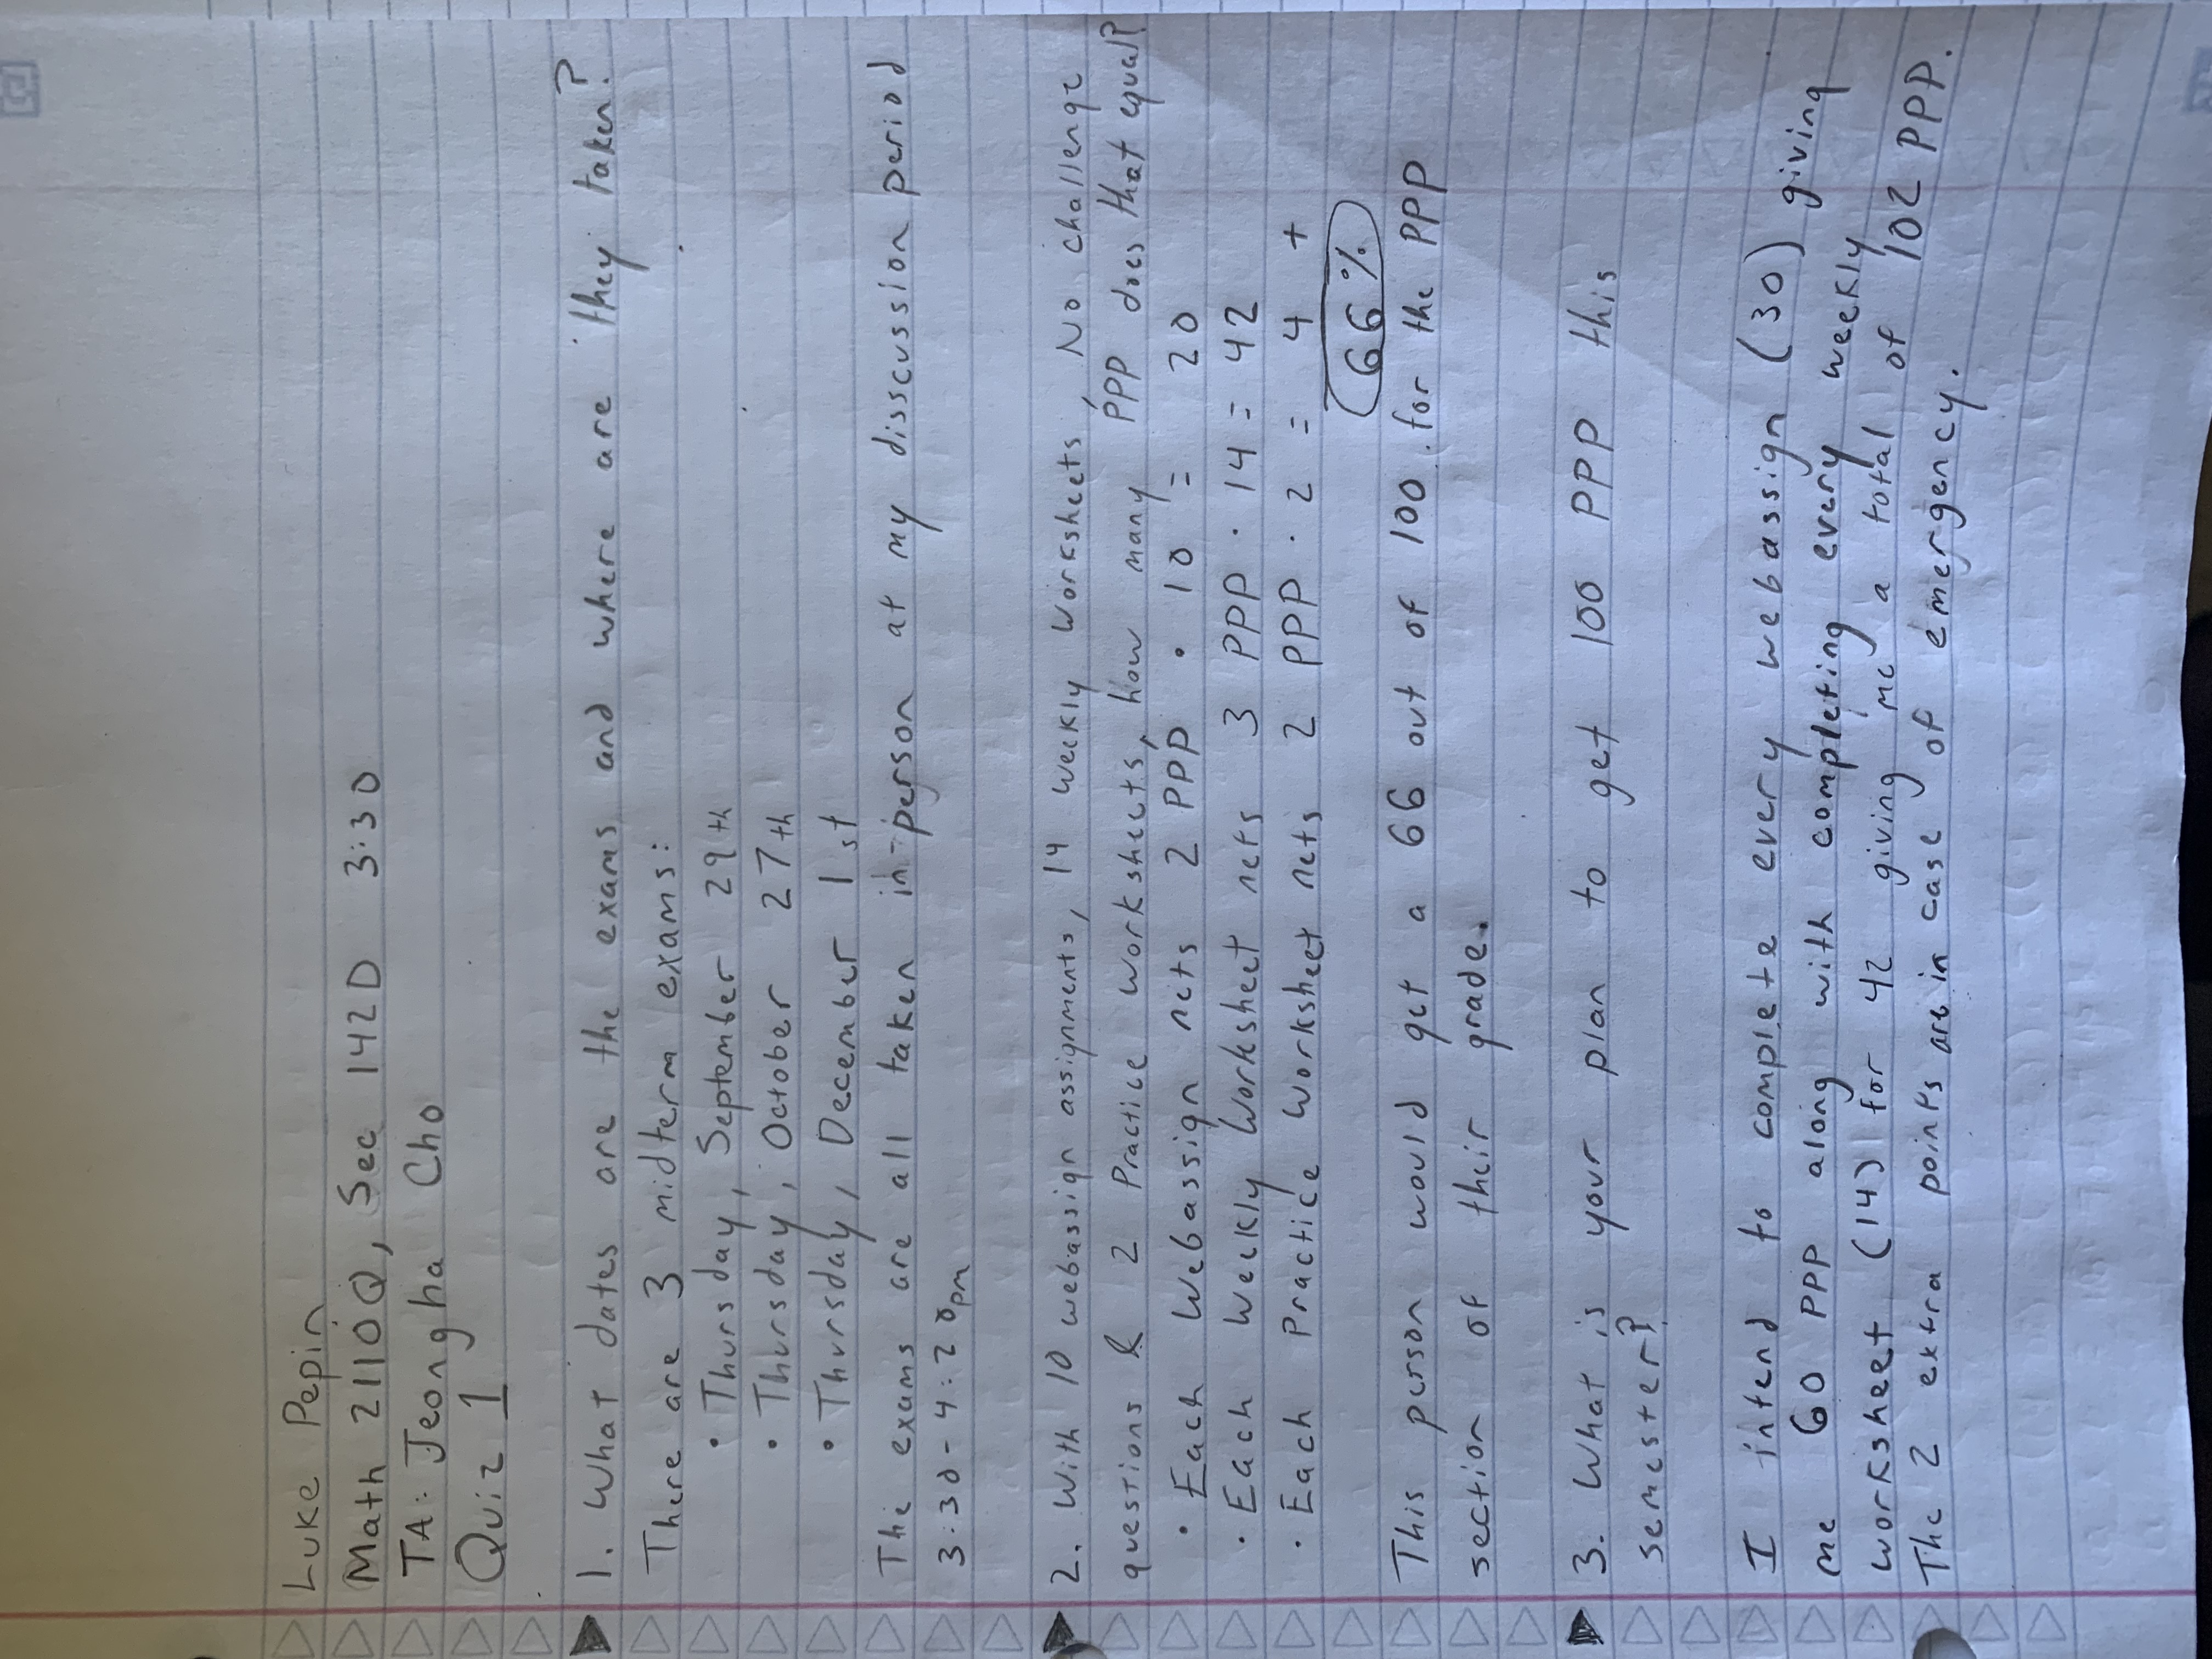 Luke Pepin
Math 2110Q, Sec 142D 3:30
TA: Jeongha Cho
Quiz 1
1. What dates are the exams and where are they taken?
There are 3 midterm exams:
• Thursday, September 29th
• Thursday, October 27th
• Thursday, December 1st
The exams are all taken in-person at my disscussion period
3:30-4:20pm
2. With 10 webassign assignments, 14 weekly worksheets, No challenge
questions & 2 Practice worksheets, how many PPP does that equal?
• Each Webassign nets 2 PPP · 10 = 20
• Each Weekly Worksheet nets 3 PPP · 14 = 42
• Each Practice Worksheet nets 2 PPP · 2 = 4 +
66%
This person would get a 66 out of 100 for the PPP
section of their grade.
3. What is your plan to get 100 PPP this
semester?
I intend to complete every webassign (30) giving
me 60 PPP along with completing every weekly
worksheet (14) for 42 giving me a total of 102 PPP.
The 2 extra points are in case of emergency.